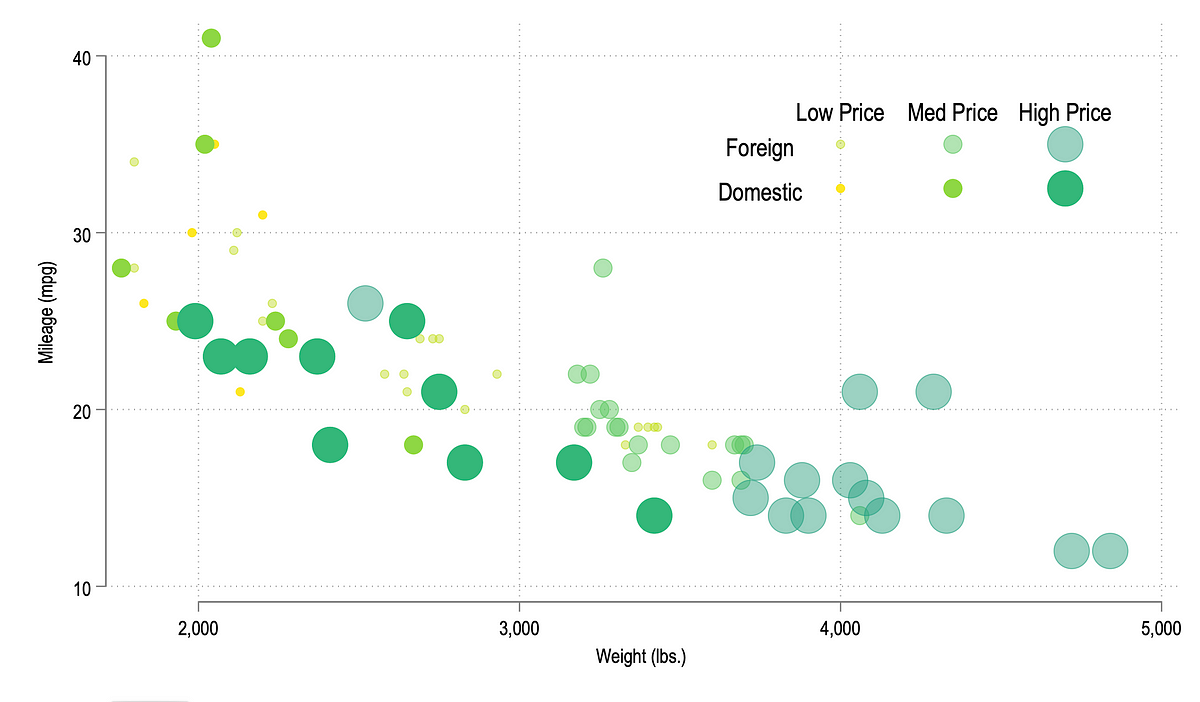 40
30
20
10
Mileage (mpg)
Low Price Med Price High Price
Foreign
Domestic
2,000 3,000 4,000 5,000
Weight (lbs.)